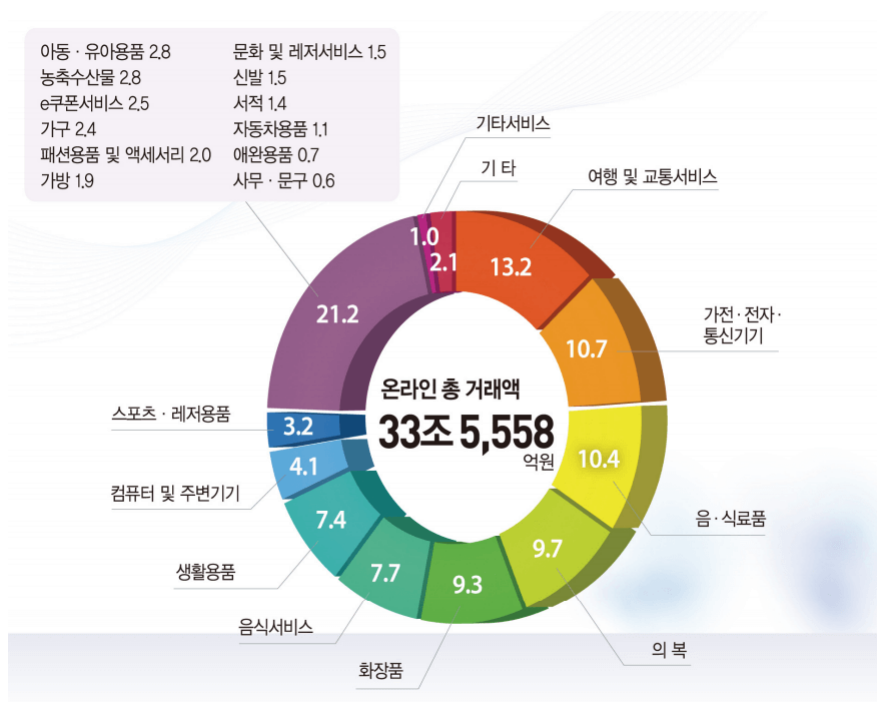 아동 · 유아용품 2.8
농축수산물 2.8
e쿠폰서비스 2.5
가구 2.4
패션용품 및 액세서리 2.0
가방 1.9
문화 및 레저서비스 1.5
신발 1.5
서적 1.4
자동차용품 1.1
애완용품 0.7
사무 · 문구 0.6
기타서비스
기 타
여행 및 교통서비스
1.0
2.1
13.2
21.2
가전 · 전자 ·
통신기기
10.7
온라인 총 거래액
33조 5,558
억원
스포츠 · 레저용품
3.2
10.4
4.1
컴퓨터 및 주변기기
음 · 식료품
7.4
9.7
생활용품
7.7
9.3
음식서비스
의 복
화장품